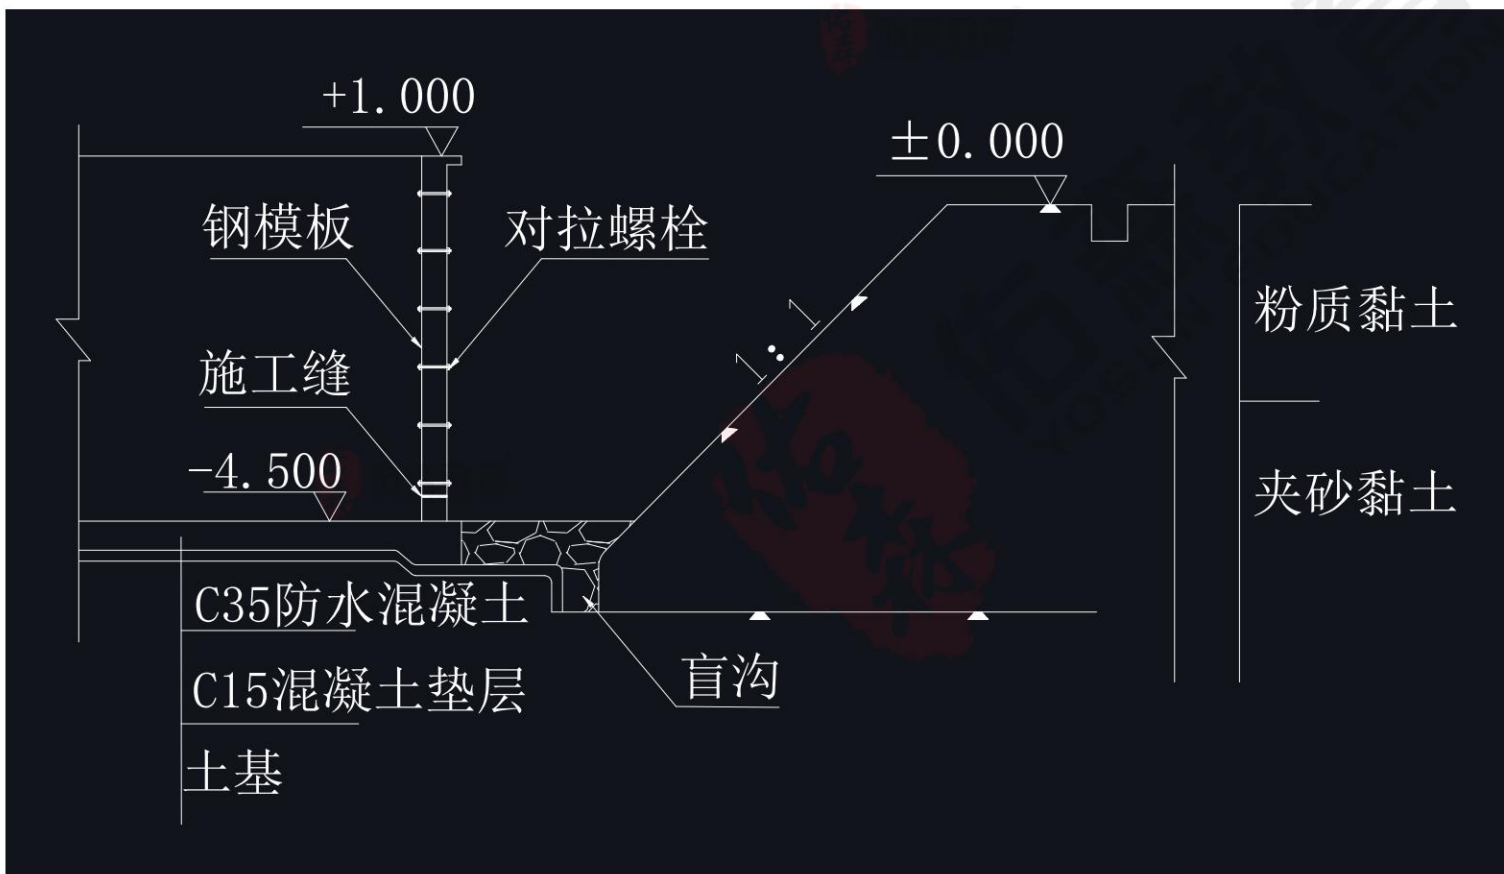 +1.000
±0.000
钢模板
对拉螺栓
粉质黏土
1:1
施工缝
-4.500
夹砂黏土
C35防水混凝土
C15混凝土垫层
盲沟
土基